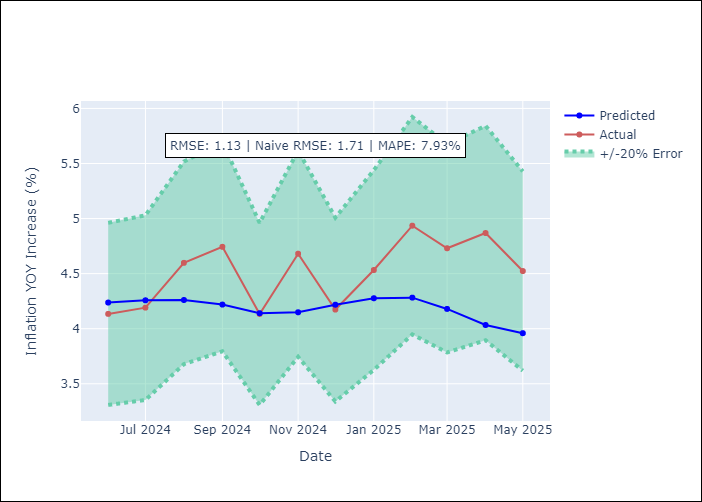 6
5.5
5
4.5
4
3.5
Inflation YOY Increase (%)
RMSE: 1.13 | Naive RMSE: 1.71 | MAPE: 7.93%
Jul 2024
Sep 2024
Nov 2024
Jan 2025
Mar 2025
May 2025
Date
Predicted
Actual
+/-20% Error